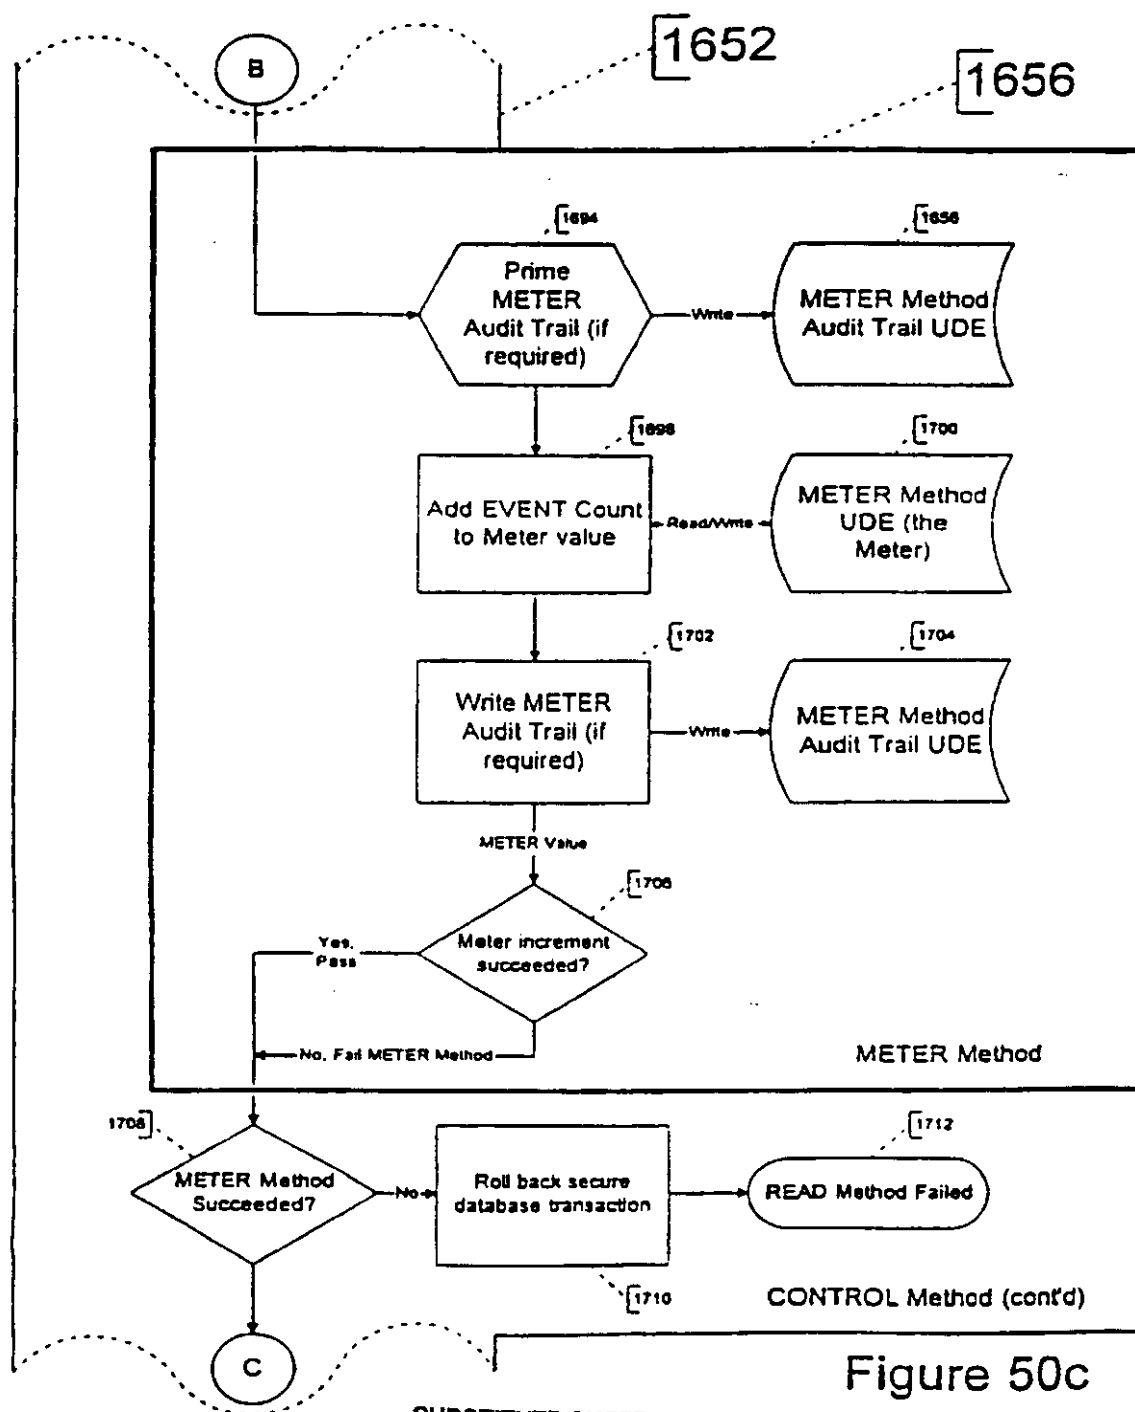 1652
B
1656
1694
1656
Prime
METER
Audit Trail (if
required)
Write
METER Method
Audit Trail UDE
1698
1700
Add EVENT Count
to Meter value
Read/Write
METER Method
UDE (the
Meter)
1702
1704
Write METER
Audit Trail (if
required)
Write
METER Method
Audit Trail UDE
METER Value
1706
Yes,
Pass
Meter increment
succeeded?
No, Fail METER Method
METER Method
1708
1712
METER Method
Succeeded?
No
Roll back secure
database transaction
READ Method Failed
1710
CONTROL Method (cont'd)
C
Figure 50c